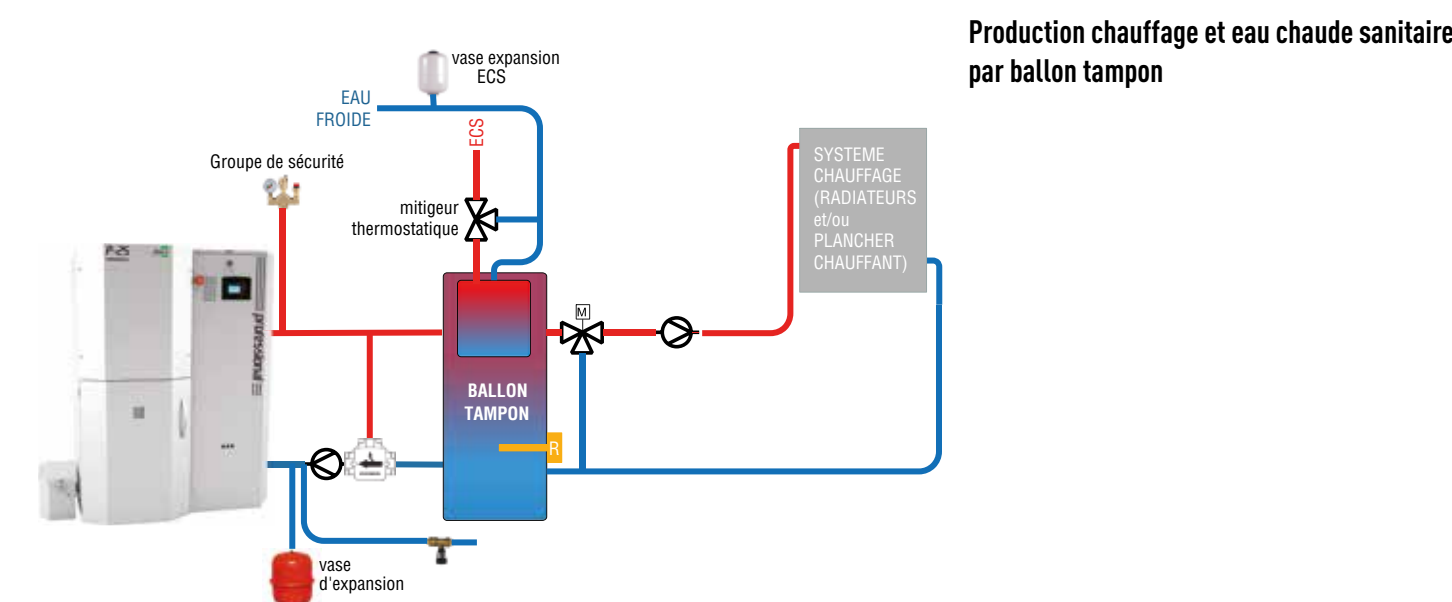 Production chauffage et eau chaude sanitaire
par ballon tampon
vase expansion
ECS
EAU
FROIDE
ECS
Groupe de sécurité
mitigeur
thermostatique
SYSTEME
CHAUFFAGE
(RADIATEURS
et/ou
PLANCHER
CHAUFFANT)
M
professional
BALLON
TAMPON
R
vase
d'expansion